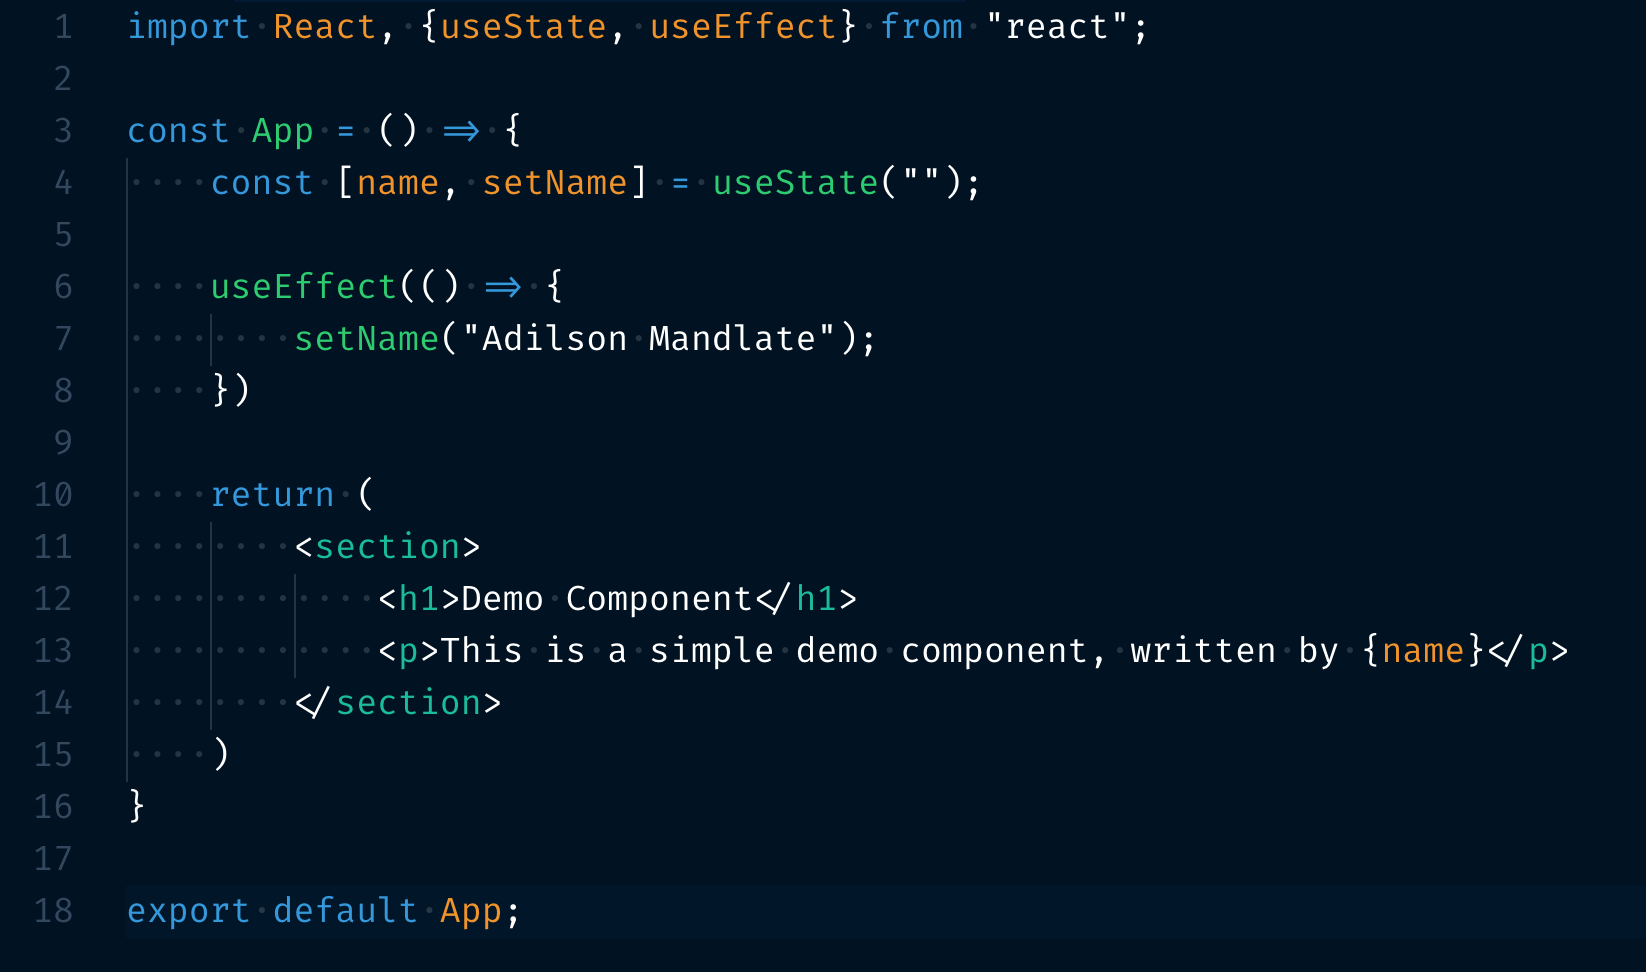 1 import React, {useState, useEffect} from "react";
2
3 const App = () => {
4     const [name, setName] = useState("");
5
6     useEffect(() => {
7         setName("Adilson Mandlate");
8     })
9
10     return (
11         <section>
12             <h1>Demo Component</h1>
13             <p>This is a simple demo component, written by {name}</p>
14         </section>
15     )
16 }
17
18 export default App;